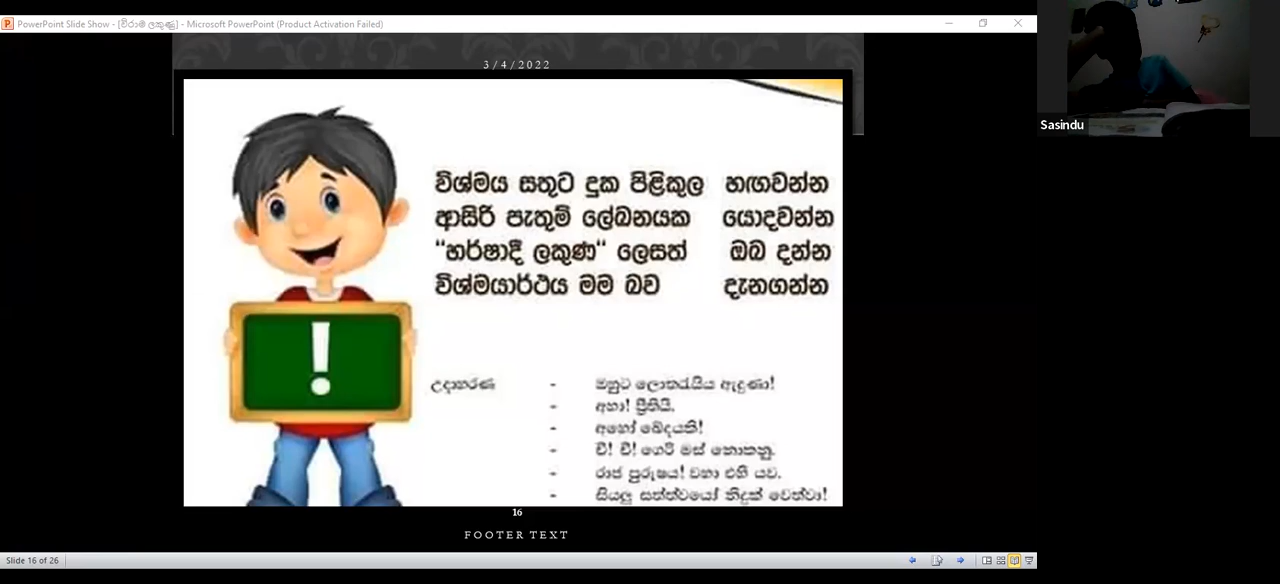 PowerPoint Slide Show - [විරාම ලකුණු] - Microsoft PowerPoint (Product Activation Failed)
3/4/2022
Sasindu
විශ්මය සතුට දුක පිළිකුල හඟවන්න
ආසිරි පැතුම් ලේඛනයක යොදවන්න
"හර්ෂාදී ලකුණ" ලෙසත් ඔබ දන්න
විශ්මයාර්ථය මම බව දැනගන්න
!
උදාහරණ - ඔහුට ලොතරැයිය ඇදුණා!
- අහා! ප්‍රීතියි.
- අහෝ ඛේදයකි!
- චී! චී! ගෙරි මස් නොකනු.
- රාජ පුරුෂය! වහා එහි යව.
- සියලු සත්ත්වයෝ නිදුක් වෙත්වා!
16
FOOTER TEXT
Slide 16 of 26